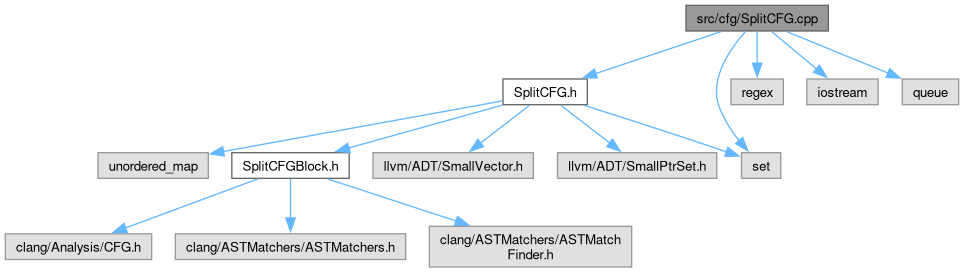 src/cfg/SplitCFG.cpp
SplitCFG.h
regex
iostream
queue
unordered_map
SplitCFGBlock.h
llvm/ADT/SmallVector.h
llvm/ADT/SmallPtrSet.h
set
clang/Analysis/CFG.h
clang/ASTMatchers/ASTMatchers.h
clang/ASTMatchers/ASTMatch
Finder.h